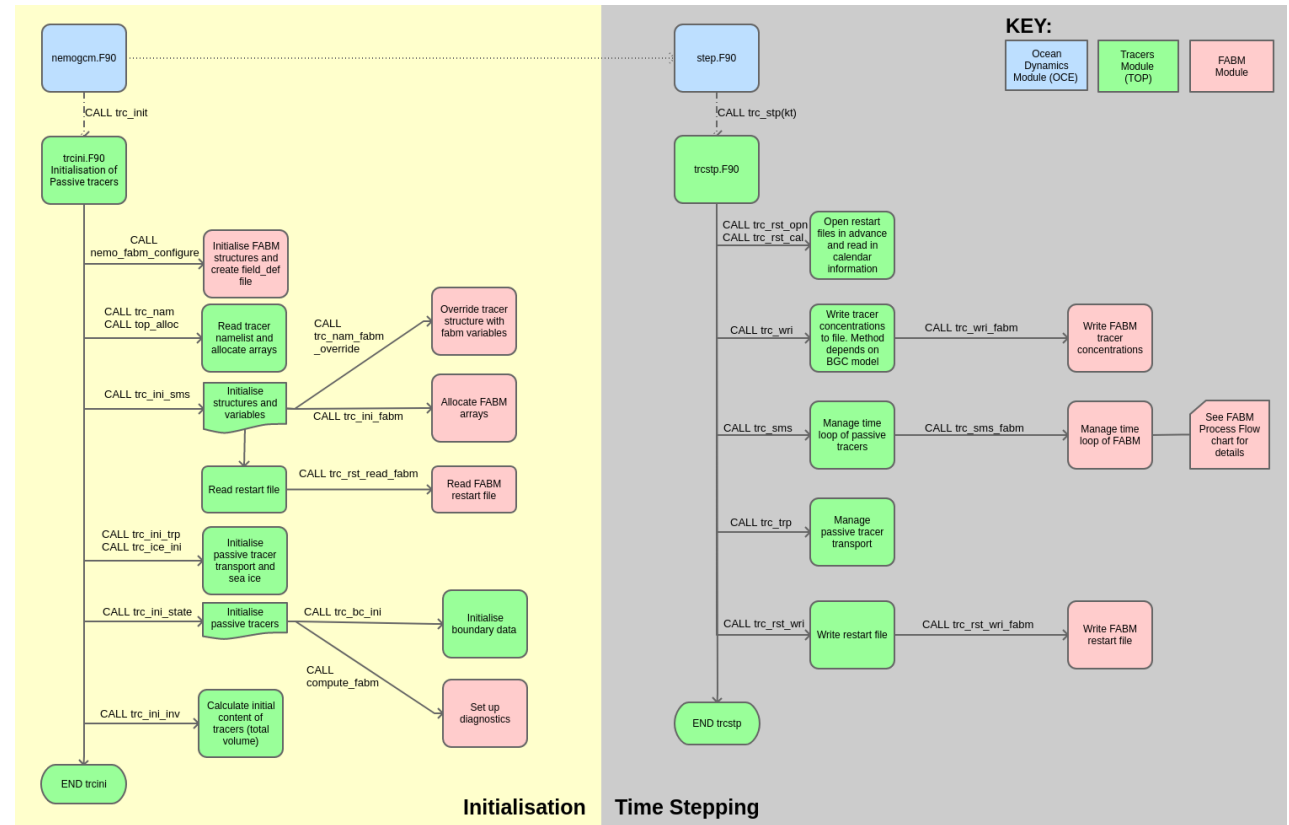 nemogcm.F90
CALL trc_init
trcini.F90
Initialisation of
Passive tracers
CALL
nemo_fabm_configure
Initialise FABM
structures and
create field_def
file
CALL trc_nam
CALL top_alloc
Read tracer
namelist and
allocate arrays
CALL
trc_nam_fabm
_override
Override tracer
structure with
fabm variables
CALL trc_ini_sms
Initialise
structures and
variables
CALL trc_ini_fabm
Allocate FABM
arrays
Read restart file
CALL trc_rst_read_fabm
Read FABM
restart file
CALL trc_ini_trp
CALL trc_ice_ini
Initialise
passive tracer
transport and
sea ice
CALL trc_ini_state
Initialise
passive tracers
CALL trc_bc_ini
Initialise
boundary data
CALL
compute_fabm
Set up
diagnostics
CALL trc_ini_inv
Calculate initial
content of
tracers (total
volume)
END trcini
Initialisation
step.F90
KEY:
Ocean
Dynamics
Module (OCE)
Tracers
Module
(TOP)
FABM
Module
CALL trc_stp(kt)
trcstp.F90
CALL trc_rst_opn
CALL trc_rst_cal
Open restart
files in advance
and read in
calendar
information
CALL trc_wri
Write tracer
concentrations
to file. Method
depends on
BGC model
CALL trc_wri_fabm
Write FABM
tracer
concentrations
CALL trc_sms
Manage time
loop of passive
tracers
CALL trc_sms_fabm
Manage time
loop of FABM
See FABM
Process Flow
chart for
details
CALL trc_trp
Manage
passive tracer
transport
CALL trc_rst_wri
Write restart file
CALL trc_rst_wri_fabm
Write FABM
restart file
END trcstp
Time Stepping